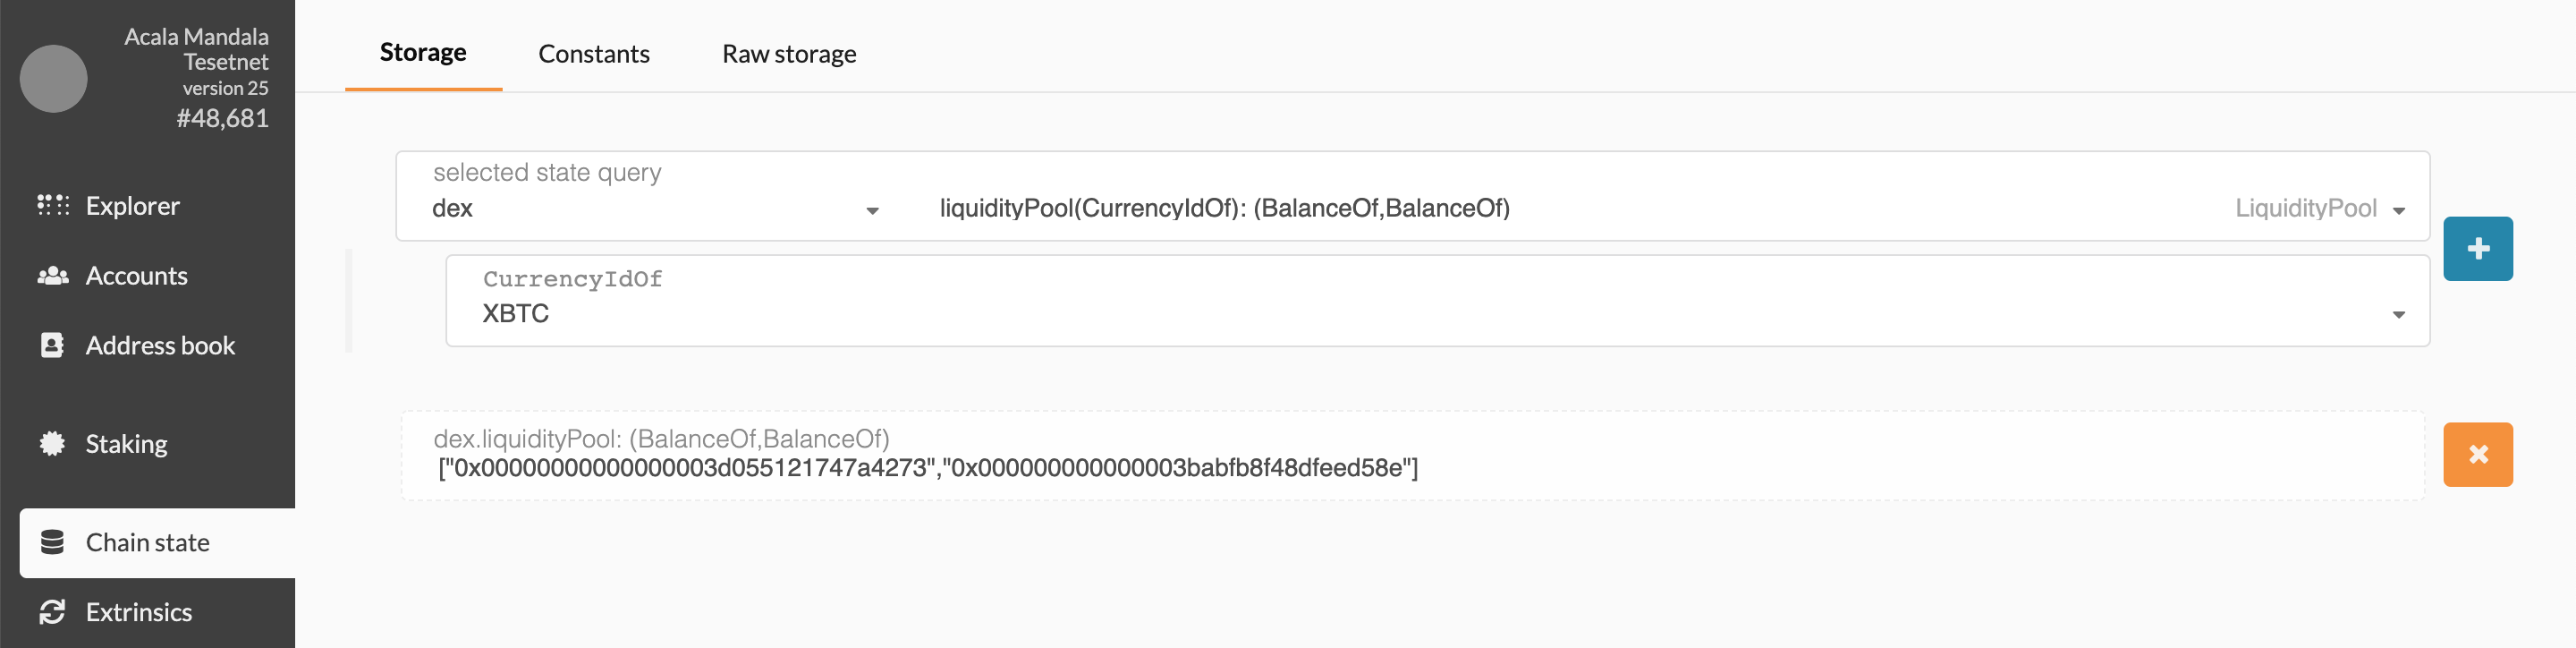 Acala Mandala
Tesetnet
version 25
#48,681
Explorer
Accounts
Address book
Staking
Chain state
Extrinsics
Storage Constants Raw storage
selected state query
dex liquidityPool(CurrencyIdOf): (BalanceOf,BalanceOf) LiquidityPool
CurrencyIdOf
XBTC
dex.liquidityPool: (BalanceOf,BalanceOf)
["0x00000000000000003d055121747a4273","0x000000000000003babfb8f48dfeed58e"]